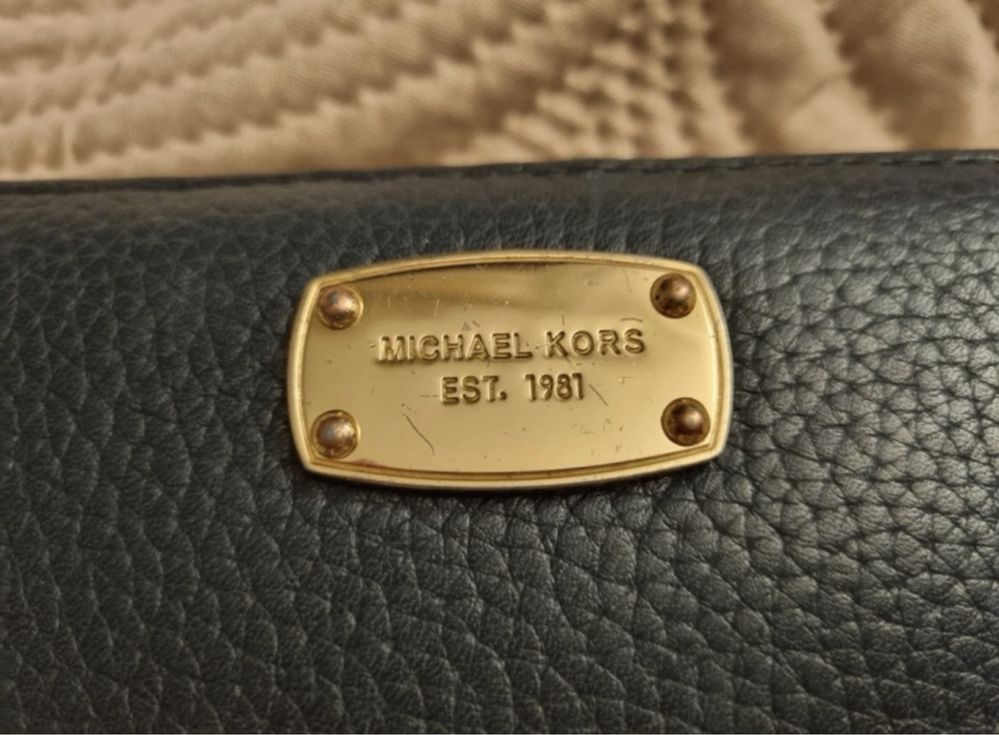 MICHAEL KORS
EST. 1981